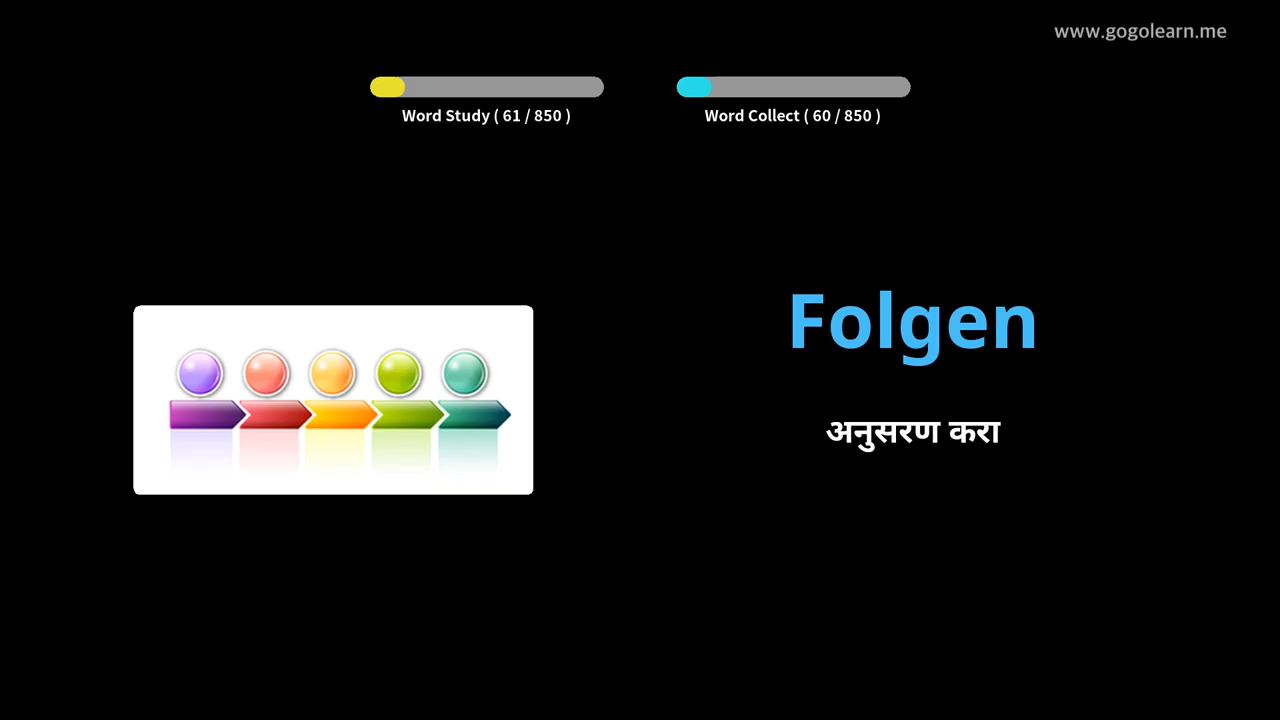 www.gogolearn.me
Word Study ( 61 / 850 )
Word Collect ( 60 / 850 )
Folgen
अनुसरण करा